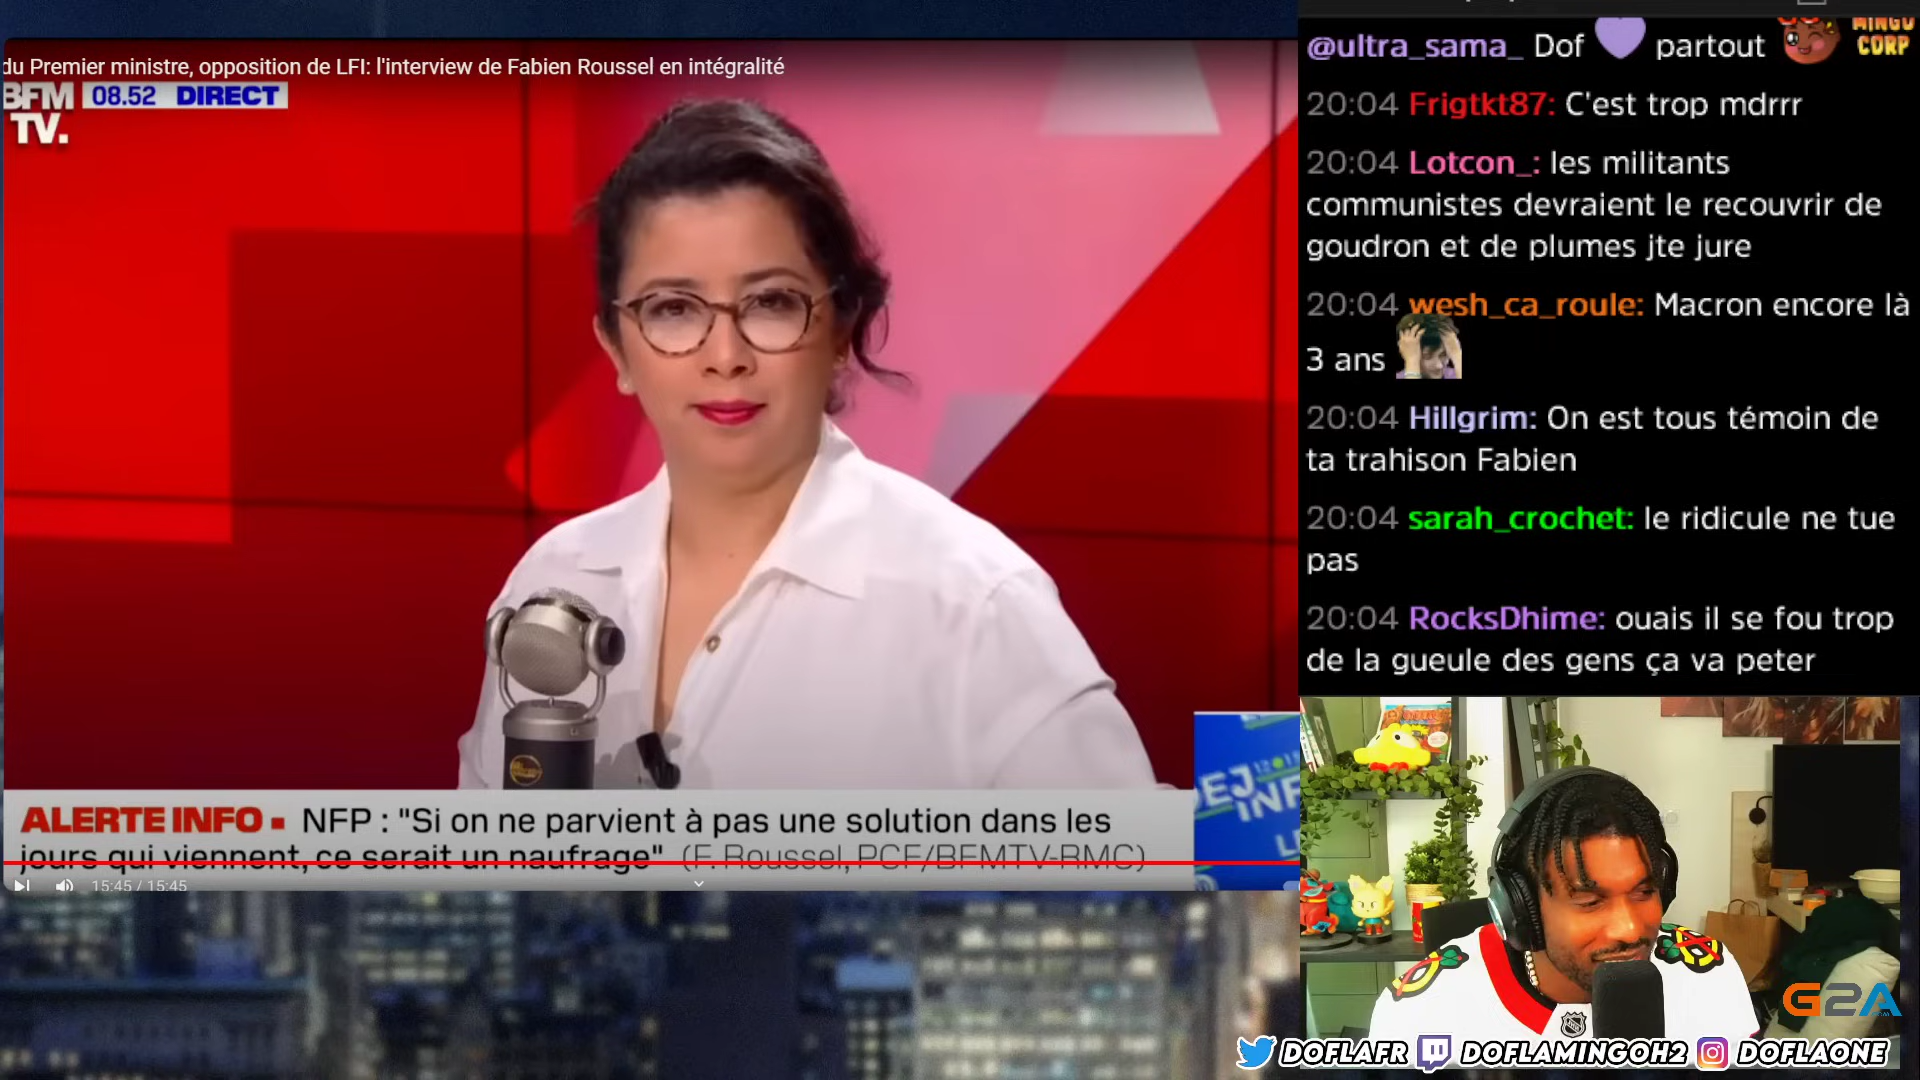 du Premier ministre, opposition de LFI: l'interview de Fabien Roussel en intégralité
BFM
TV.
08.52 DIRECT
ALERTE INFO ▪ NFP : "Si on ne parvient à pas une solution dans les
jours qui viennent, ce serait un naufrage" (F. Roussel, PCF/BFMTV-RMC)
15:45 / 15:45
@ultra_sama_ Dof partout
MINGO
CORP
20:04 Frigtkt87: C'est trop mdrrr
20:04 Lotcon_: les militants
communistes devraient le recouvrir de
goudron et de plumes jte jure
20:04 wesh_ca_roule: Macron encore là
3 ans
20:04 Hillgrim: On est tous témoin de
ta trahison Fabien
20:04 sarah_crochet: le ridicule ne tue
pas
20:04 RocksDhime: ouais il se fou trop
de la gueule des gens ça va peter
G2A
.COM
DOFLAFR DOFLAMINGOH2 DOFLAONE